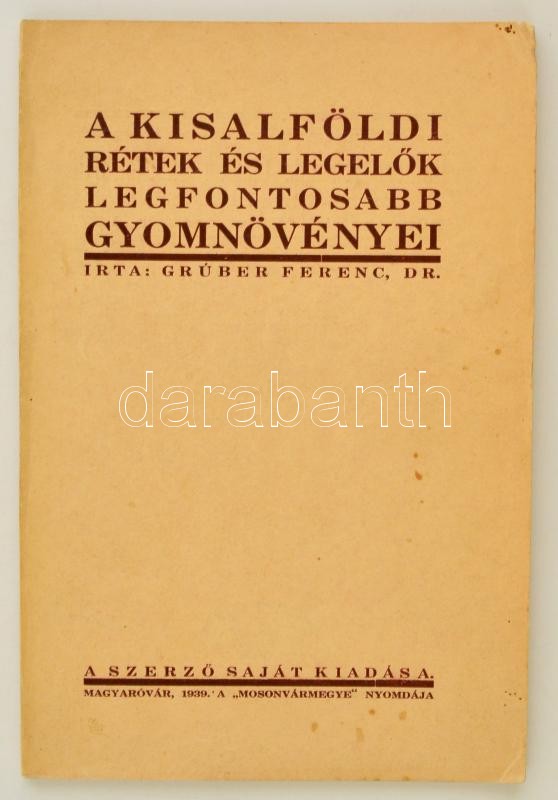 A KISALFÖLDI
RÉTEK ÉS LEGELŐK
LEGFONTOSABB
GYOMNÖVÉNYEI
IRTA: GRÚBER FERENC, DR.
darabanth
A SZERZŐ SAJÁT KIADÁSA.
MAGYARÓVÁR, 1939. A „MOSONVÁRMEGYE" NYOMDÁJA